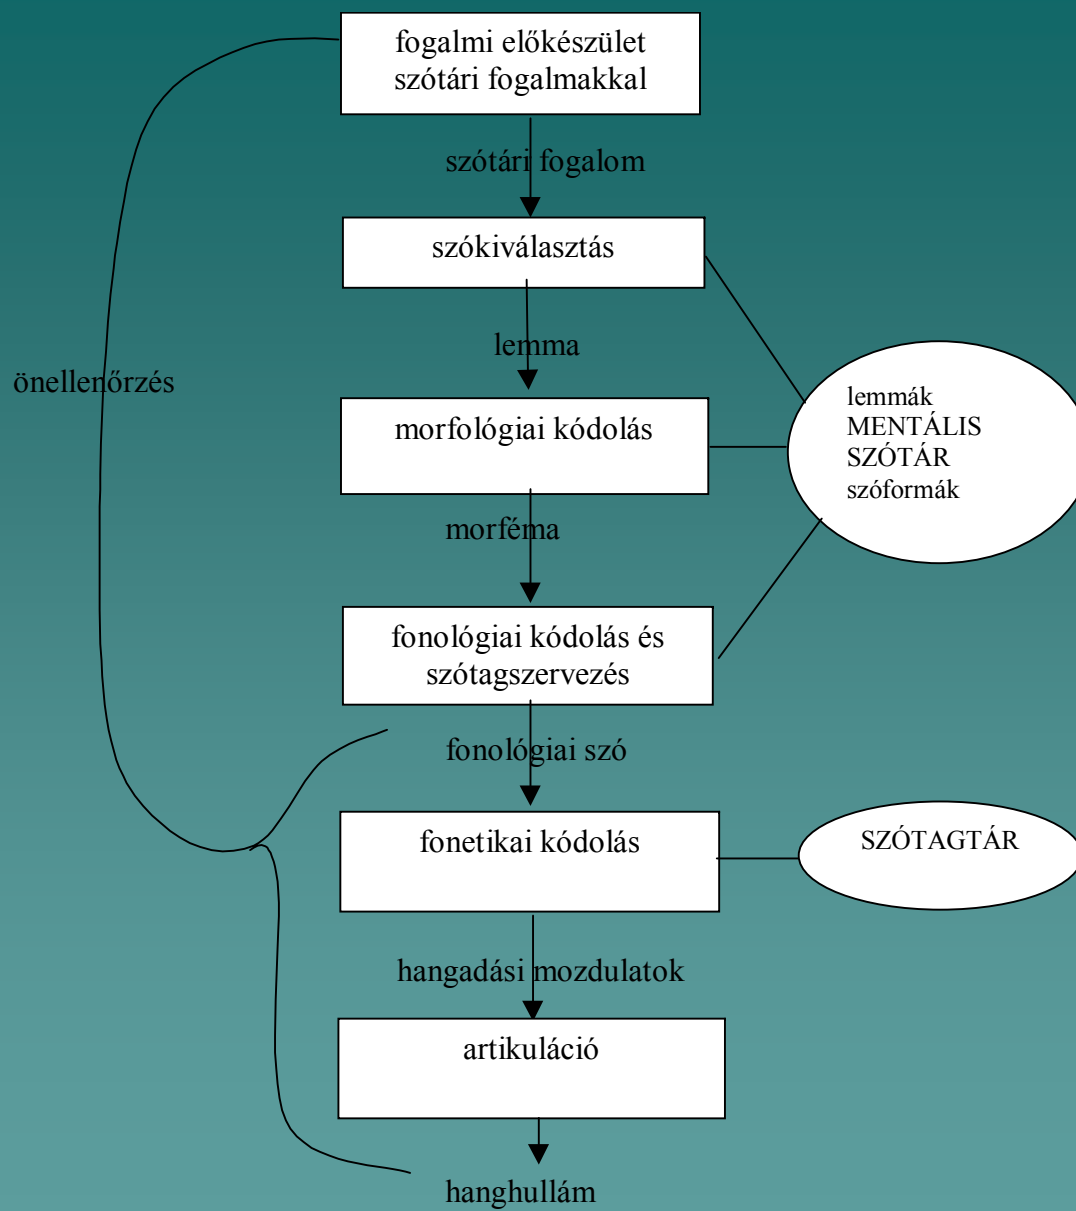 fogalmi előkészület
szótári fogalmakkal
szótári fogalom
szókiválasztás
lemma
önellenőrzés
morfológiai kódolás
lemmák
MENTÁLIS
SZÓTÁR
szóformák
morféma
fonológiai kódolás és
szótagszervezés
fonológiai szó
fonetikai kódolás
SZÓTAGTÁR
hangadási mozdulatok
artikuláció
hanghullám